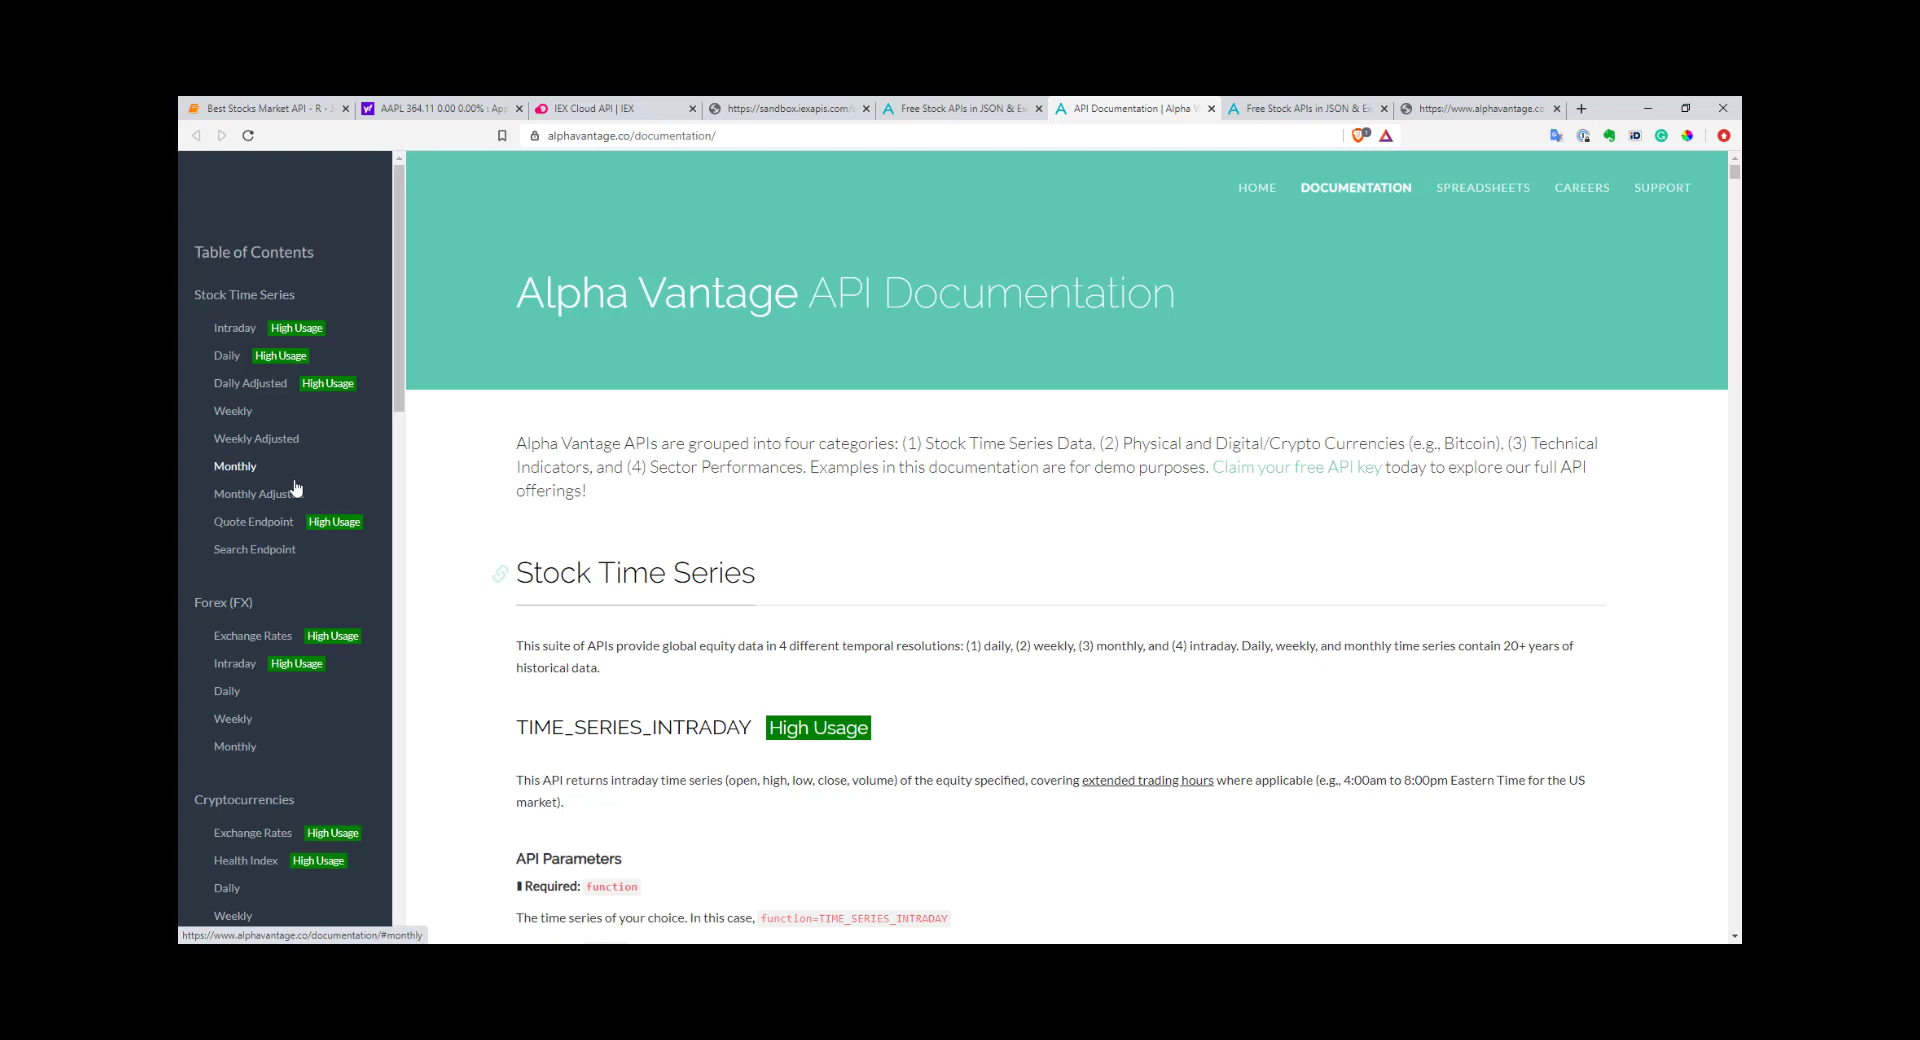 Best Stocks Market API - R -
AAPL 364.11 0.00 0.00% : App
IEX Cloud API | IEX
https://sandbox.iexapis.com/s
Free Stock APIs in JSON & Ex
API Documentation | Alpha V
Free Stock APIs in JSON & Ex
https://www.alphavantage.co
alphavantage.co/documentation/
HOME
DOCUMENTATION
SPREADSHEETS
CAREERS
SUPPORT
Table of Contents
Stock Time Series
Intraday High Usage
Daily High Usage
Daily Adjusted High Usage
Weekly
Weekly Adjusted
Monthly
Monthly Adjust
Quote Endpoint High Usage
Search Endpoint
Forex (FX)
Exchange Rates High Usage
Intraday High Usage
Daily
Weekly
Monthly
Cryptocurrencies
Exchange Rates High Usage
Health Index High Usage
Daily
Weekly
https://www.alphavantage.co/documentation/#monthly
Alpha Vantage API Documentation
Alpha Vantage APIs are grouped into four categories: (1) Stock Time Series Data, (2) Physical and Digital/Crypto Currencies (e.g., Bitcoin), (3) Technical
Indicators, and (4) Sector Performances. Examples in this documentation are for demo purposes. Claim your free API key today to explore our full API
offerings!
Stock Time Series
This suite of APIs provide global equity data in 4 different temporal resolutions: (1) daily, (2) weekly, (3) monthly, and (4) intraday. Daily, weekly, and monthly time series contain 20+ years of
historical data.
TIME_SERIES_INTRADAY High Usage
This API returns intraday time series (open, high, low, close, volume) of the equity specified, covering extended trading hours where applicable (e.g., 4:00am to 8:00pm Eastern Time for the US
market).
API Parameters
Required: function
The time series of your choice. In this case, function=TIME_SERIES_INTRADAY